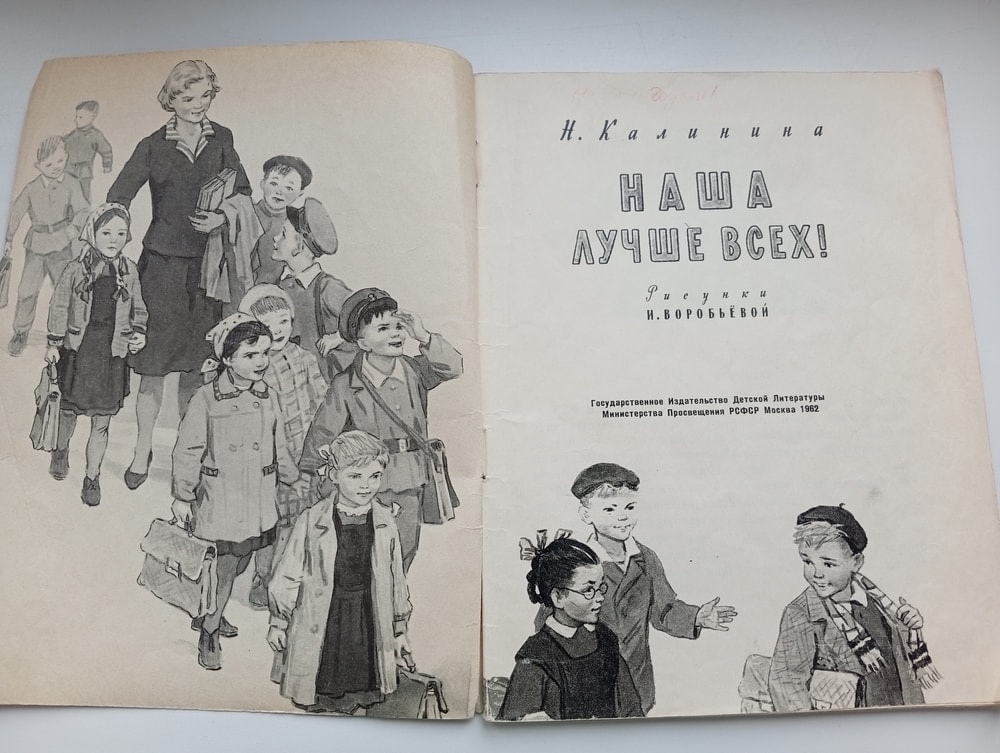 Н. Калинина
НАША
ЛУЧШЕ ВСЕХ!
Рисунки
И. ВОРОБЬЁВОЙ
Государственное Издательство Детской Литературы
Министерства Просвещения РСФСР Москва 1962